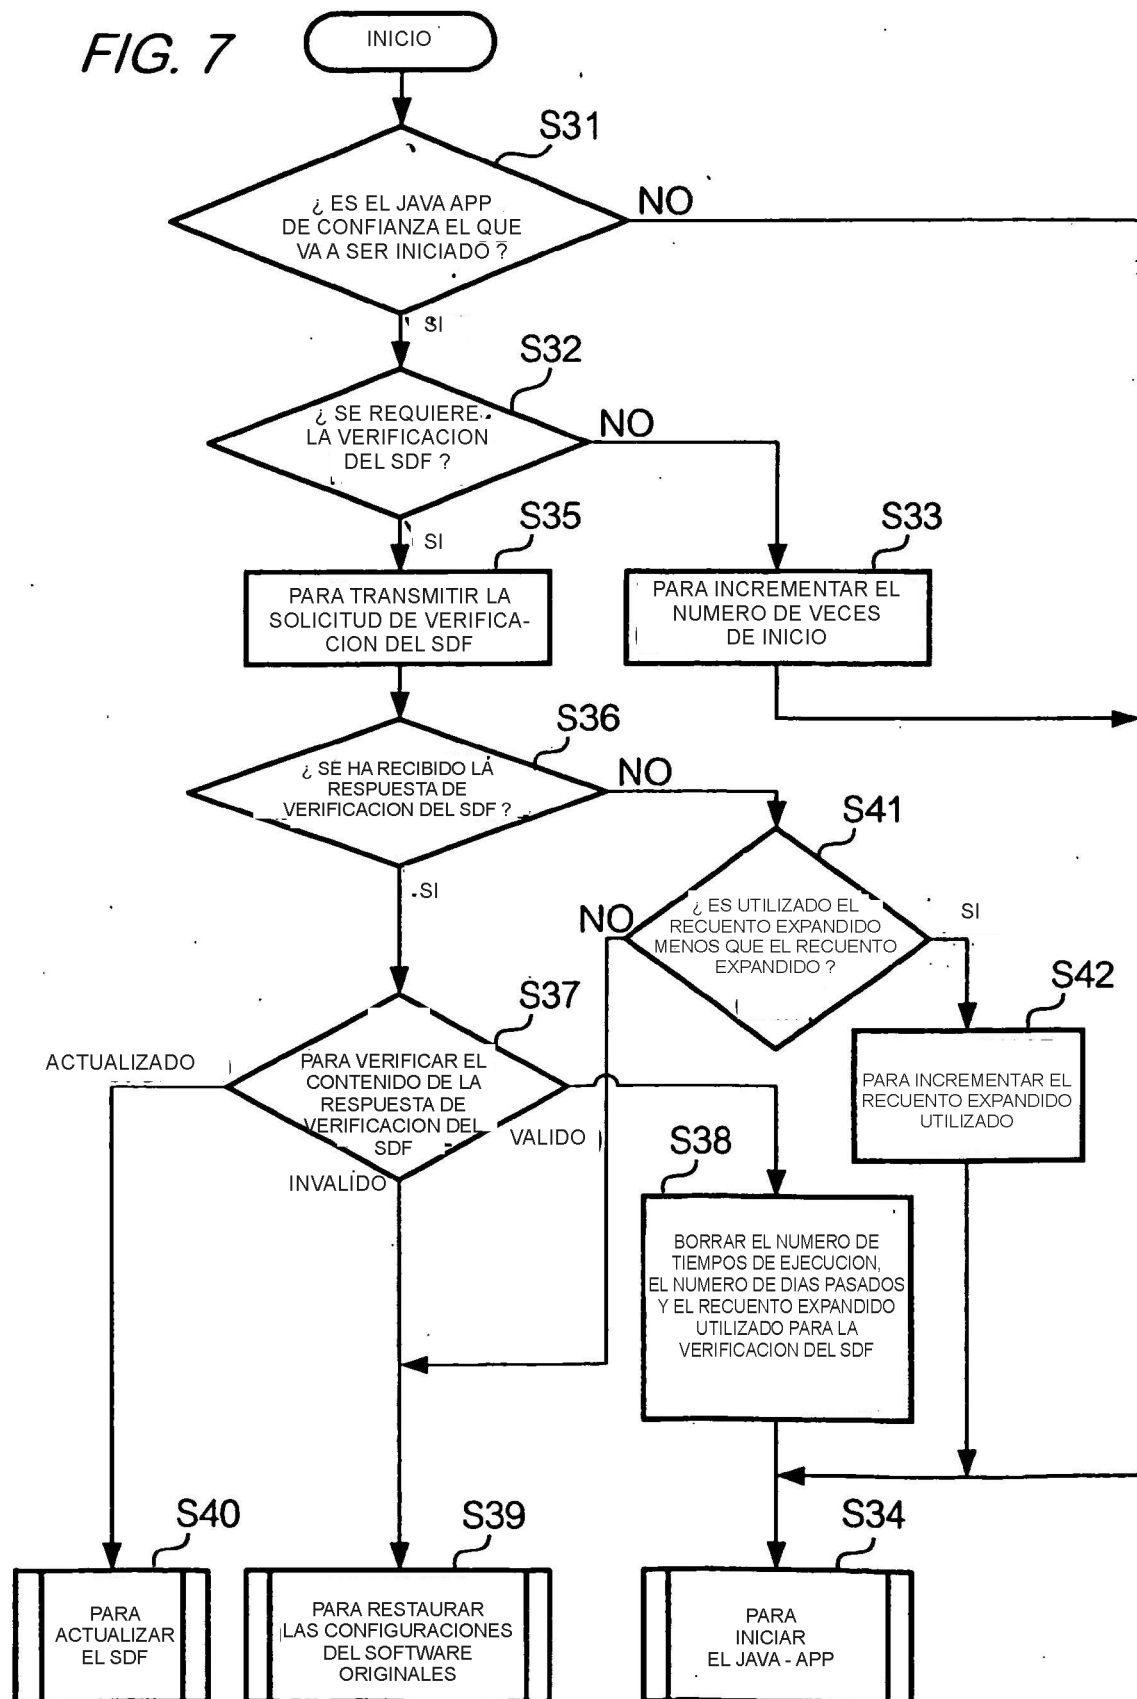 FIG. 7
INICIO
S31
¿ ES EL JAVA APP
DE CONFIANZA EL QUE
VA A SER INICIADO ?
NO
SI
S32
¿ SE REQUIERE
LA VERIFICACION
DEL SDF ?
NO
SI
S35
PARA TRANSMITIR LA
SOLICITUD DE VERIFICA-
CION DEL SDF
S33
PARA INCREMENTAR EL
NUMERO DE VECES
DE INICIO
S36
¿ SE HA RECIBIDO LA
RESPUESTA DE
VERIFICACION DEL SDF ?
NO
SI
S41
¿ ES UTILIZADO EL
RECUENTO EXPANDIDO
MENOS QUE EL RECUENTO
EXPANDIDO ?
NO
SI
S42
PARA INCREMENTAR EL
RECUENTO EXPANDIDO
UTILIZADO
S37
PARA VERIFICAR EL
CONTENIDO DE LA
RESPUESTA DE
VERIFICACION DEL
SDF
ACTUALIZADO
VALIDO
INVALIDO
S38
BORRAR EL NUMERO DE
TIEMPOS DE EJECUCION,
EL NUMERO DE DIAS PASADOS
Y EL RECUENTO EXPANDIDO
UTILIZADO PARA LA
VERIFICACION DEL SDF
S40
PARA
ACTUALIZAR
EL SDF
S39
PARA RESTAURAR
LAS CONFIGURACIONES
DEL SOFTWARE
ORIGINALES
S34
PARA
INICIAR
EL JAVA - APP